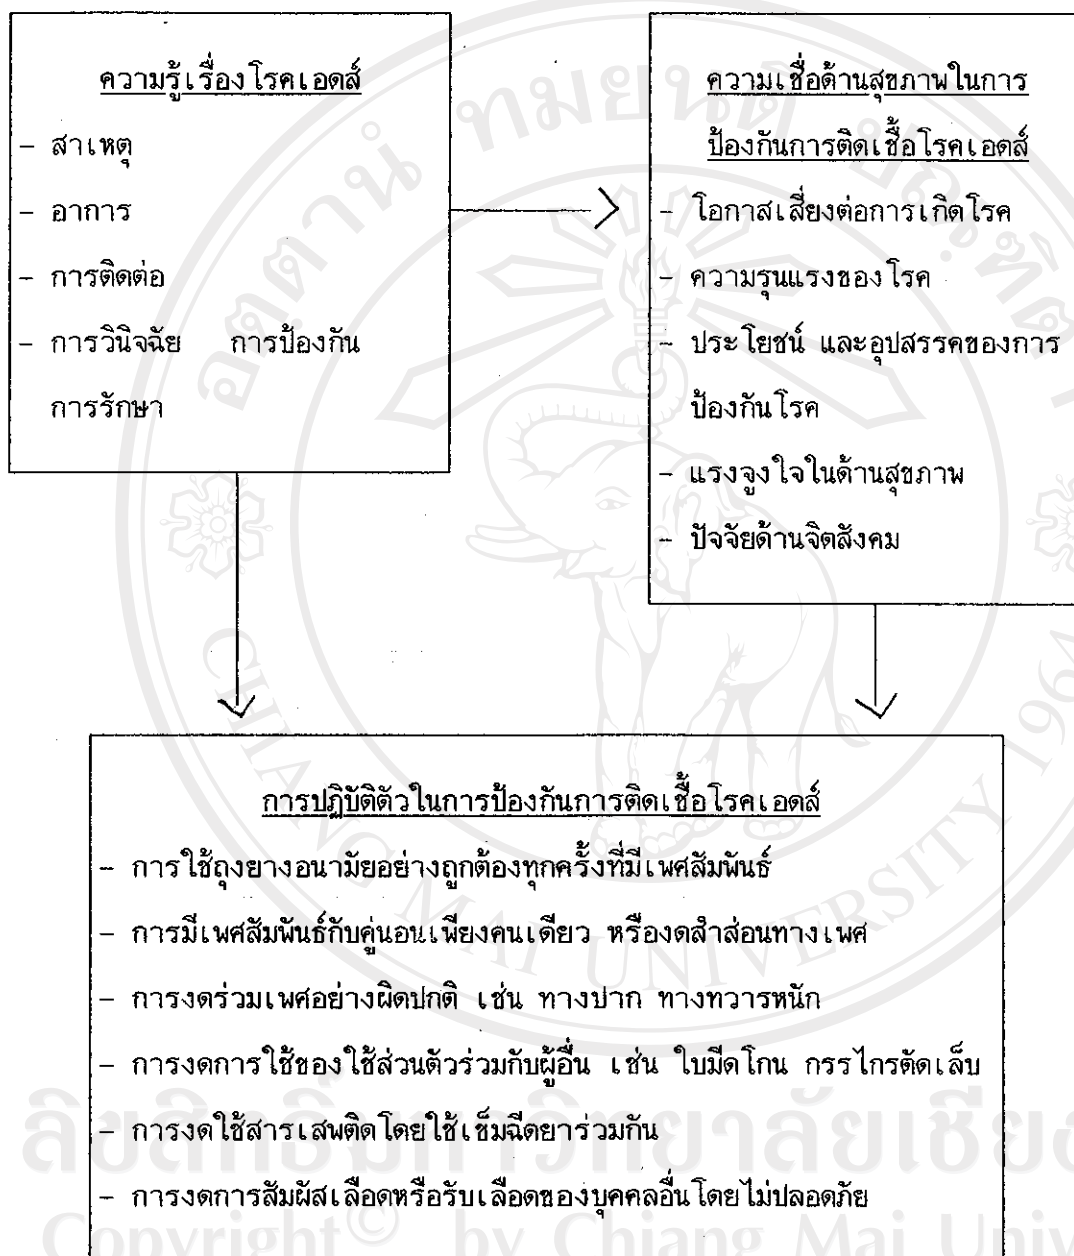 ความรู้เรื่องโรคเอดส์
- สาเหตุ
- อาการ
- การติดต่อ
- การวินิจฉัย การป้องกัน
การรักษา
ความเชื่อด้านสุขภาพในการ
ป้องกันการติดเชื้อโรคเอดส์
- โอกาสเสี่ยงต่อการเกิดโรค
- ความรุนแรงของโรค
- ประโยชน์ และอุปสรรคของการ
ป้องกันโรค
- แรงจูงใจในด้านสุขภาพ
- ปัจจัยด้านจิตสังคม
การปฏิบัติตัวในการป้องกันการติดเชื้อโรคเอดส์
- การใช้ถุงยางอนามัยอย่างถูกต้องทุกครั้งที่มีเพศสัมพันธ์
- การมีเพศสัมพันธ์กับคู่นอนเพียงคนเดียว หรืองดสำส่อนทางเพศ
- การงดร่วมเพศอย่างผิดปกติ เช่น ทางปาก ทางทวารหนัก
- การงดการใช้ของใช้ส่วนตัวร่วมกับผู้อื่น เช่น ใบมีดโกน กรรไกรตัดเล็บ
- การงดใช้สารเสพติดโดยใช้เข็มฉีดยาร่วมกัน
- การงดการสัมผัสเลือดหรือรับเลือดของบุคคลอื่นโดยไม่ปลอดภัย
CHIANG MAI UNIVERSITY 1964
Copyright© by Chiang Mai Univ